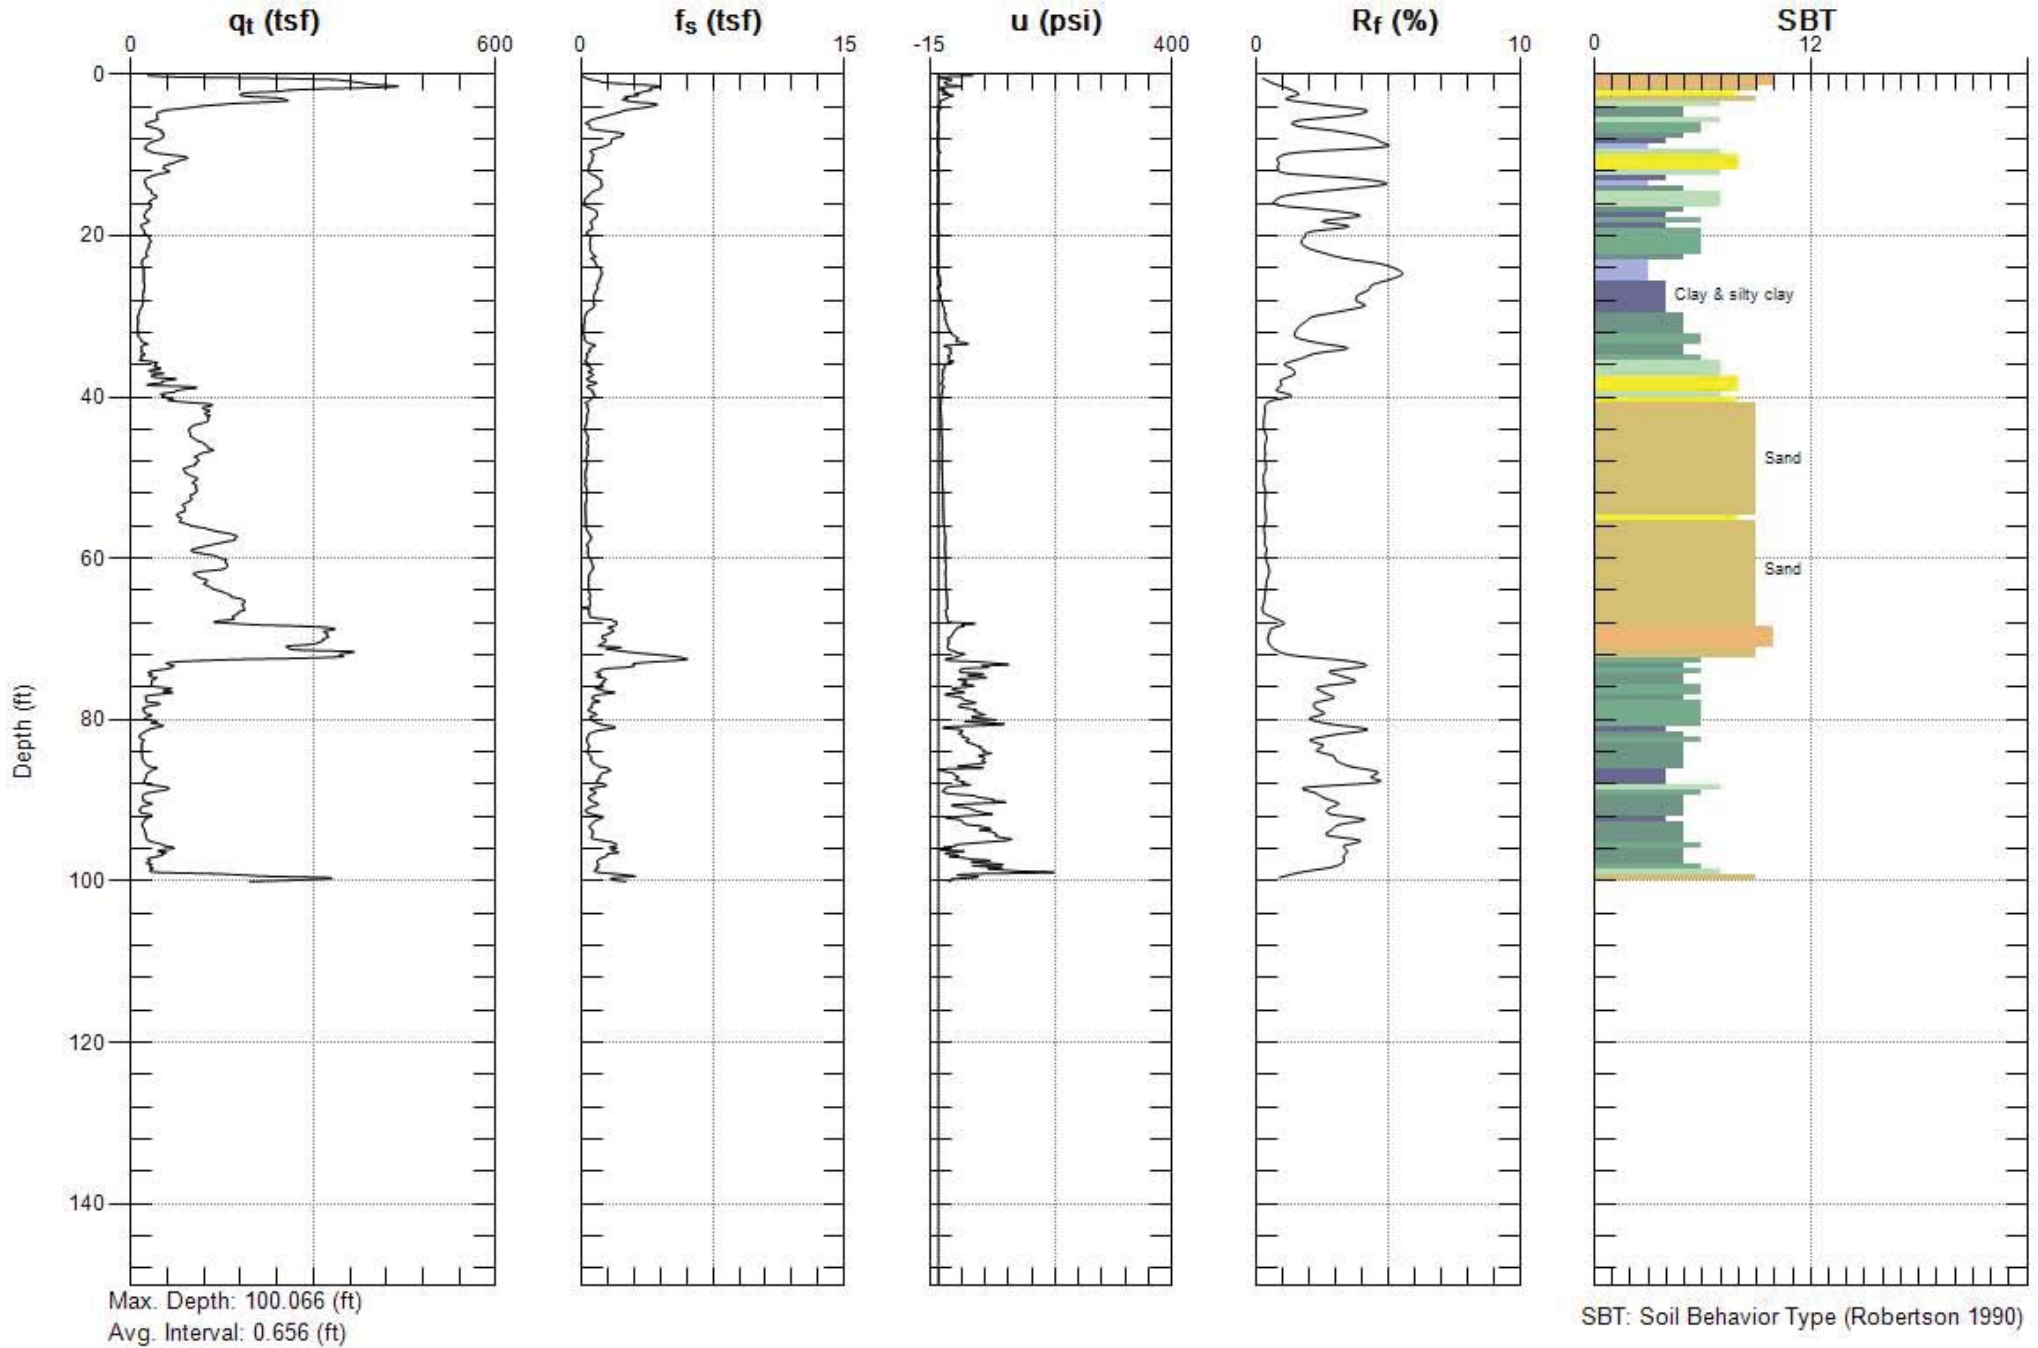 qt (tsf) fs (tsf) u (psi) Rf (%) SBT
0 600 0 15 -15 400 0 10 0 12
0
20
Clay & silty clay
40
Sand
60
Sand
80
100
120
140
Depth (ft)
Max. Depth: 100.066 (ft)
Avg. Interval: 0.656 (ft)
SBT: Soil Behavior Type (Robertson 1990)